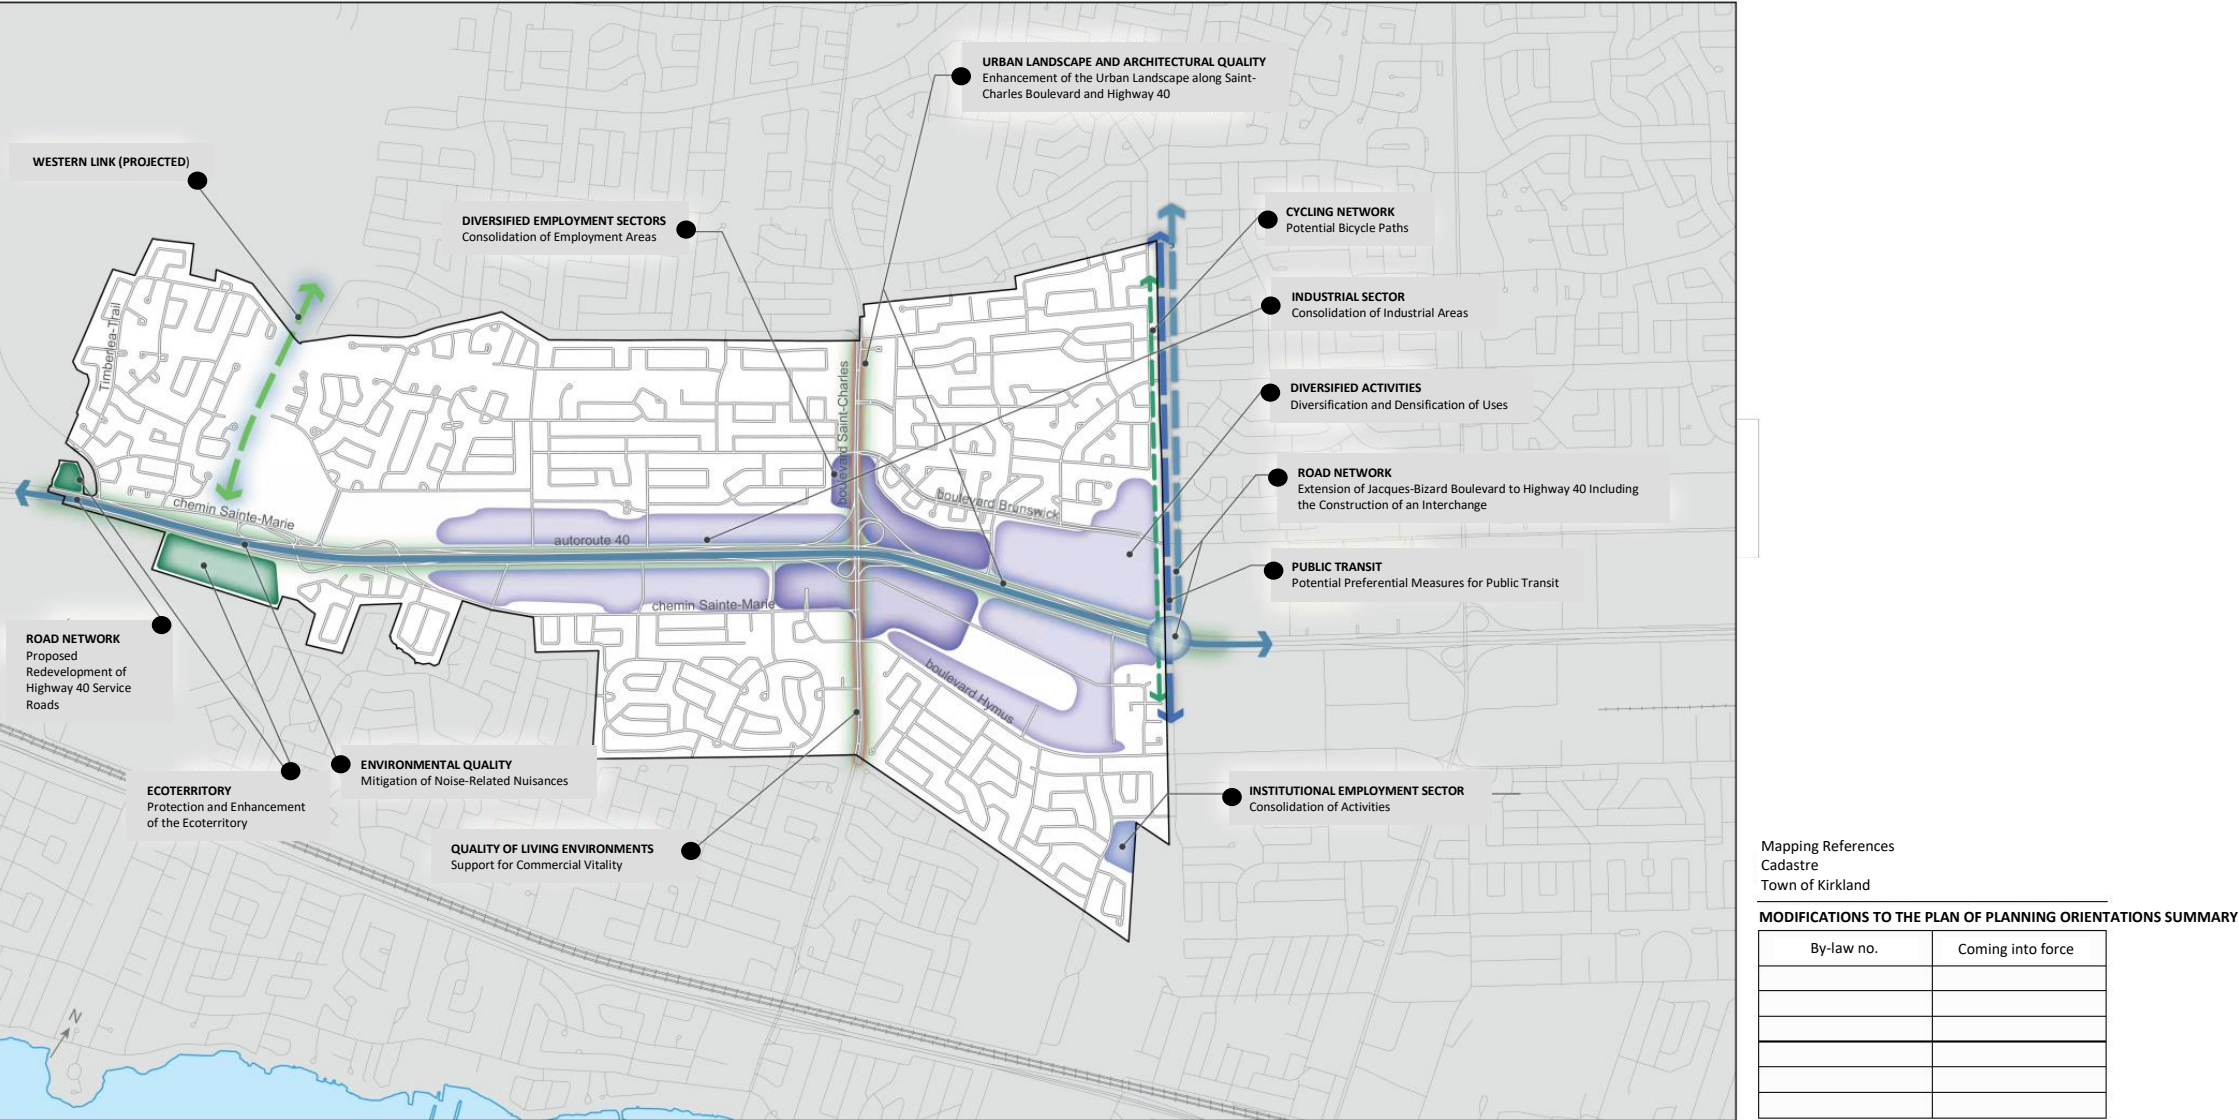 URBAN LANDSCAPE AND ARCHITECTURAL QUALITY
Enhancement of the Urban Landscape along Saint-
Charles Boulevard and Highway 40
WESTERN LINK (PROJECTED)
DIVERSIFIED EMPLOYMENT SECTORS
Consolidation of Employment Areas
CYCLING NETWORK
Potential Bicycle Paths
INDUSTRIAL SECTOR
Consolidation of Industrial Areas
DIVERSIFIED ACTIVITIES
Diversification and Densification of Uses
ROAD NETWORK
Extension of Jacques-Bizard Boulevard to Highway 40 Including
the Construction of an Interchange
PUBLIC TRANSIT
Potential Preferential Measures for Public Transit
Timberlea-Trail
boulevard Saint-Charles
boulevard Brunswick
chemin Sainte-Marie
autoroute 40
chemin Sainte-Marie
boulevard Hymus
ROAD NETWORK
Proposed
Redevelopment of
Highway 40 Service
Roads
ENVIRONMENTAL QUALITY
Mitigation of Noise-Related Nuisances
ECOTERRITORY
Protection and Enhancement
of the Ecoterritory
QUALITY OF LIVING ENVIRONMENTS
Support for Commercial Vitality
INSTITUTIONAL EMPLOYMENT SECTOR
Consolidation of Activities
N
Mapping References
Cadastre
Town of Kirkland
MODIFICATIONS TO THE PLAN OF PLANNING ORIENTATIONS SUMMARY
By-law no. Coming into force